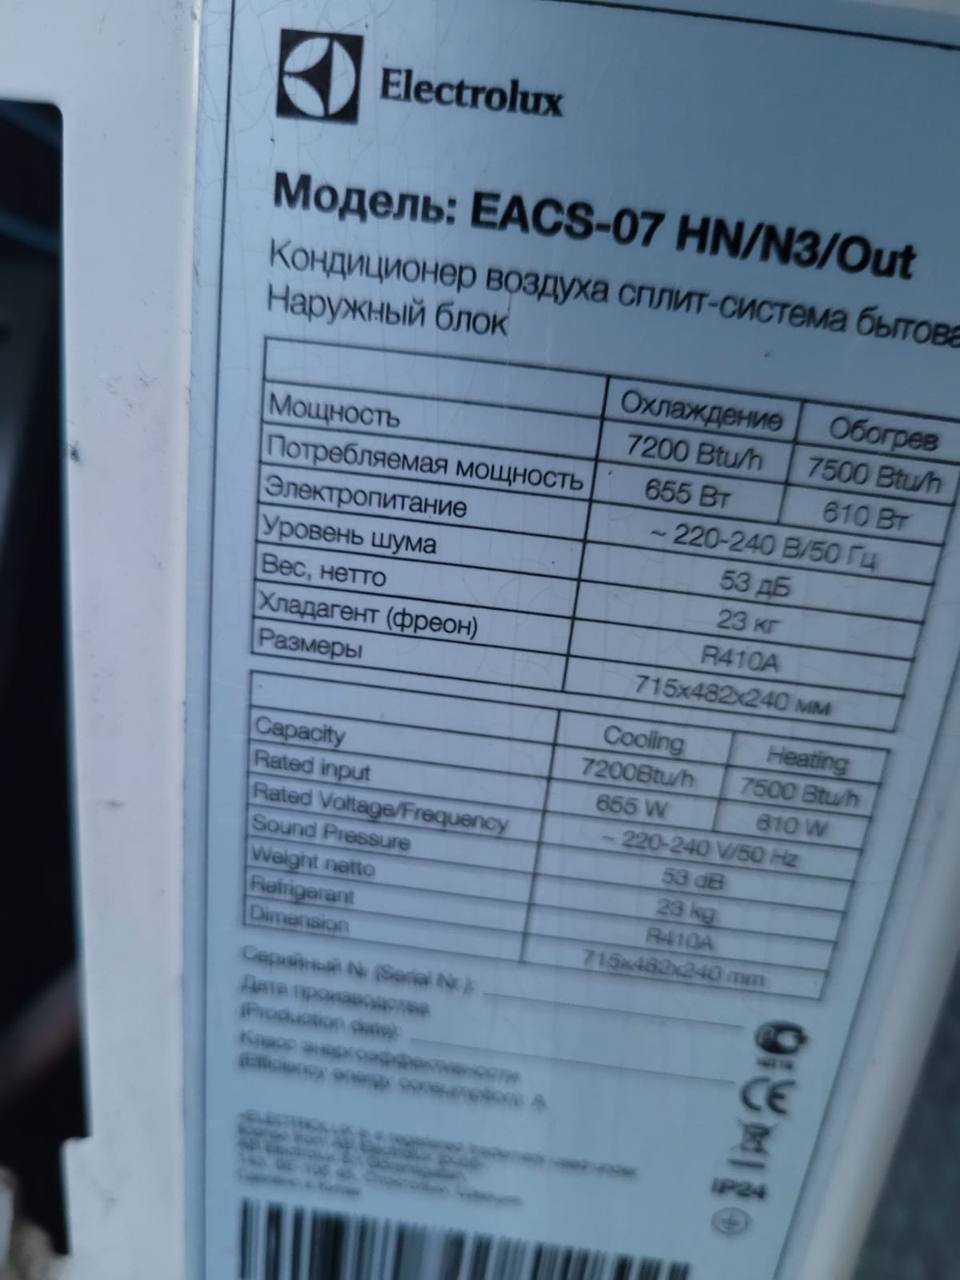 Electrolux
Модель: EACS-07 HN/N3/Out
Кондиционер воздуха сплит-система бытова
Наружный блок
Охлаждение Обогрев
Мощность 7200 Btu/h 7500 Btu/h
Потребляемая мощность 655 Вт 610 Вт
Электропитание ~ 220-240 В/50 Гц
Уровень шума 53 дБ
Вес, нетто 23 кг
Хладагент (фреон) R410A
Размеры 715x482x240 мм
Cooling Heating
Capacity 7200Btu/h 7500 Btu/h
Rated input 655 W 610 W
Rated Voltage/Frequency ~ 220-240 V/50 Hz
Sound Pressure 53 dB
Weight netto 23 kg
Refrigerant R410A
Dimension 715x482x240 mm
Серийный № (Serial Nr.):
Дата производства
(Production date):
Класс энергоэффективности
(Efficiency energy consumption): A
CE
IP24